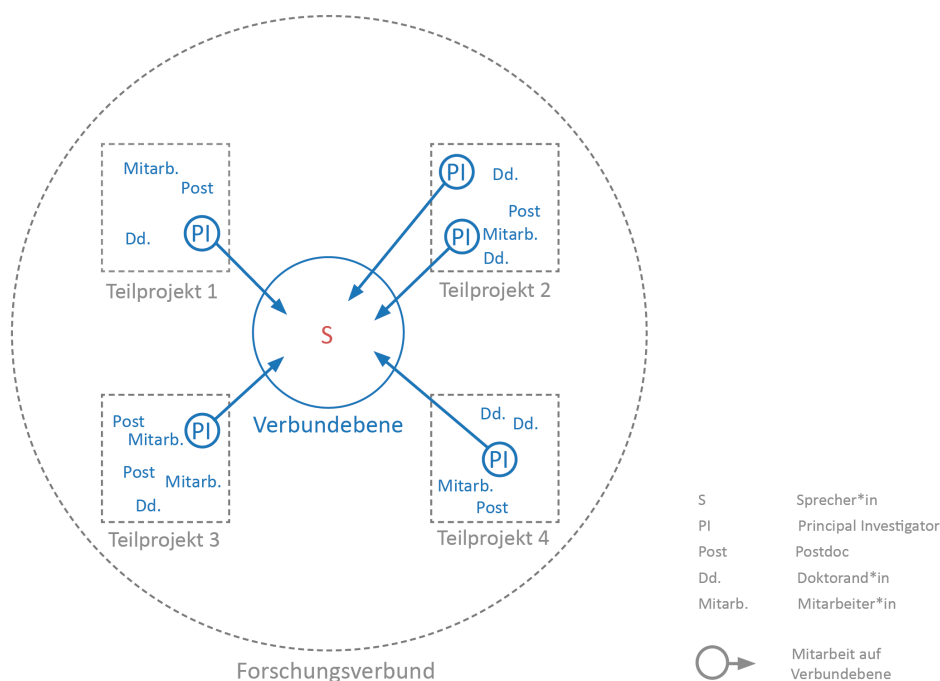 Mitarb.
Post
PI
Dd.
Teilprojekt 1
PI
Dd.
Post
PI
Mitarb.
Dd.
Teilprojekt 2
S
Verbundebene
Post
Mitarb.
PI
Post
Mitarb.
Dd.
Teilprojekt 3
Dd.
Dd.
PI
Mitarb.
Post
Teilprojekt 4
Forschungsverbund
S Sprecher*in
PI Principal Investigator
Post Postdoc
Dd. Doktorand*in
Mitarb. Mitarbeiter*in
Mitarbeit auf
Verbundebene